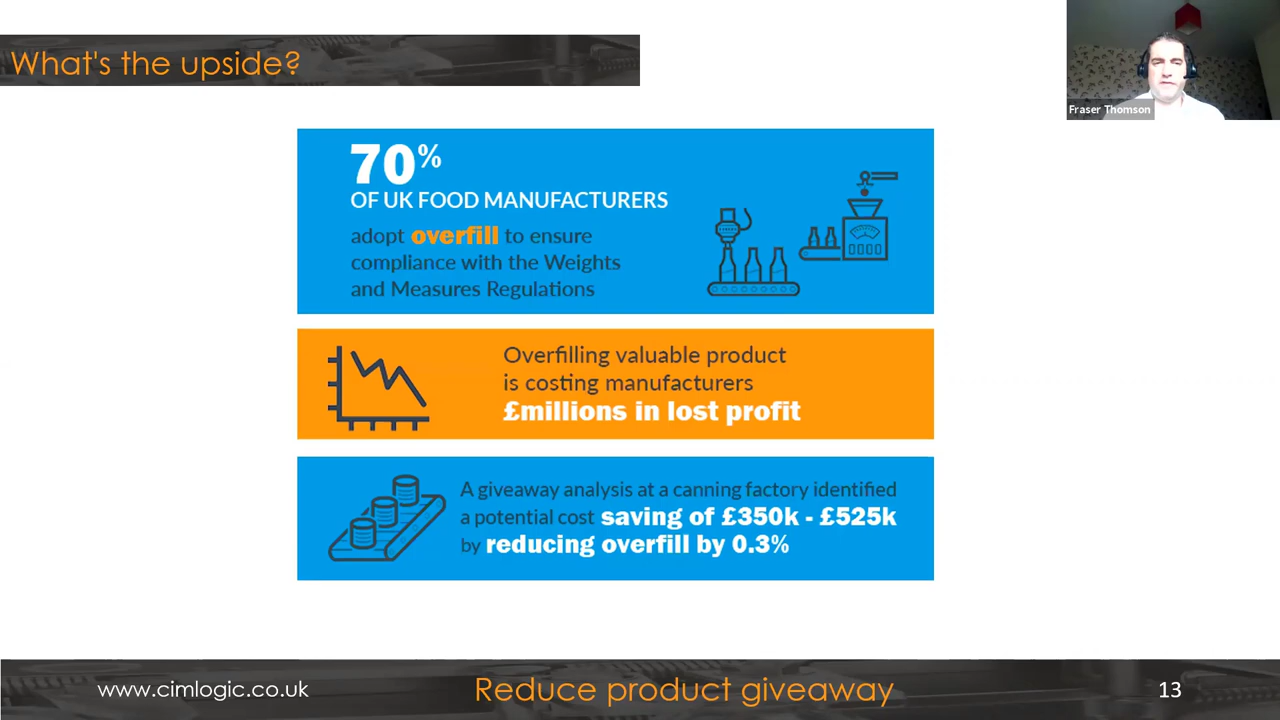 What's the upside?
Fraser Thomson
70%
OF UK FOOD MANUFACTURERS
adopt overfill to ensure
compliance with the Weights
and Measures Regulations
Overfilling valuable product
is costing manufacturers
£millions in lost profit
A giveaway analysis at a canning factory identified
a potential cost saving of £350k - £525k
by reducing overfill by 0.3%
www.cimlogic.co.uk
Reduce product giveaway
13